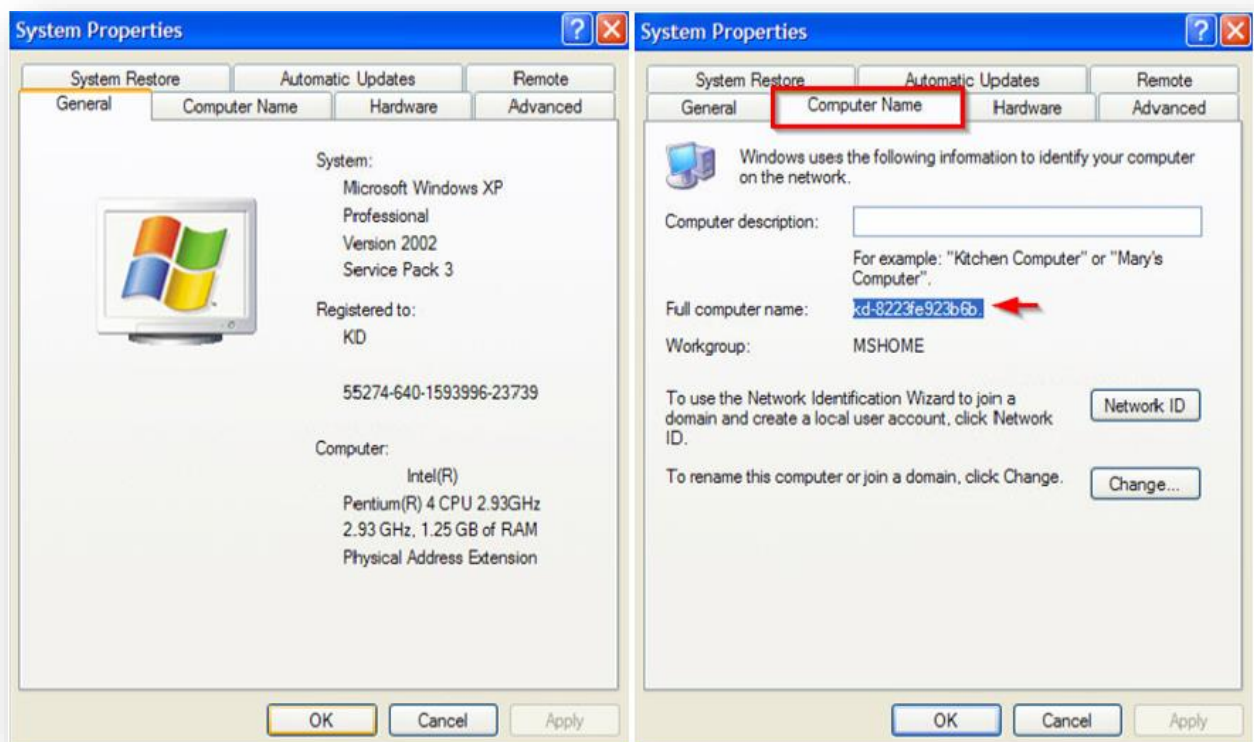 System Properties
System Restore Automatic Updates Remote
General Computer Name Hardware Advanced
System:
Microsoft Windows XP
Professional
Version 2002
Service Pack 3
Registered to:
KD
55274-640-1593996-23739
Computer:
Intel(R)
Pentium(R) 4 CPU 2.93GHz
2.93 GHz, 1.25 GB of RAM
Physical Address Extension
OK Cancel Apply
System Properties
System Restore Automatic Updates Remote
General Computer Name Hardware Advanced
Windows uses the following information to identify your computer
on the network.
Computer description:
For example: "Kitchen Computer" or "Mary's
Computer".
Full computer name: kd-8223fe923b6b.
Workgroup: MSHOME
To use the Network Identification Wizard to join a
domain and create a local user account, click Network
ID.
Network ID
To rename this computer or join a domain, click Change.
Change...
OK Cancel Apply